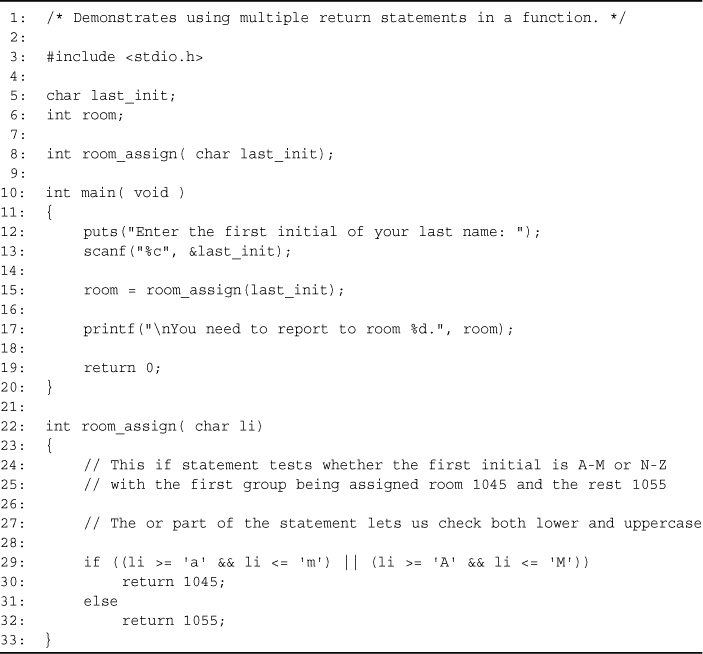 1: /* Demonstrates using multiple return statements in a function. */
2:
3: #include <stdio.h>
4:
5: char last_init;
6: int room;
7:
8: int room_assign( char last_init);
9:
10: int main( void )
11: {
12:     puts("Enter the first initial of your last name: ");
13:     scanf("%c", &last_init);
14:
15:     room = room_assign(last_init);
16:
17:     printf("\nYou need to report to room %d.", room);
18:
19:     return 0;
20: }
21:
22: int room_assign( char li)
23: {
24:     // This if statement tests whether the first initial is A-M or N-Z
25:     // with the first group being assigned room 1045 and the rest 1055
26:
27:     // The or part of the statement lets us check both lower and uppercase
28:
29:     if ((li >= 'a' && li <= 'm') || (li >= 'A' && li <= 'M'))
30:         return 1045;
31:     else
32:         return 1055;
33: }